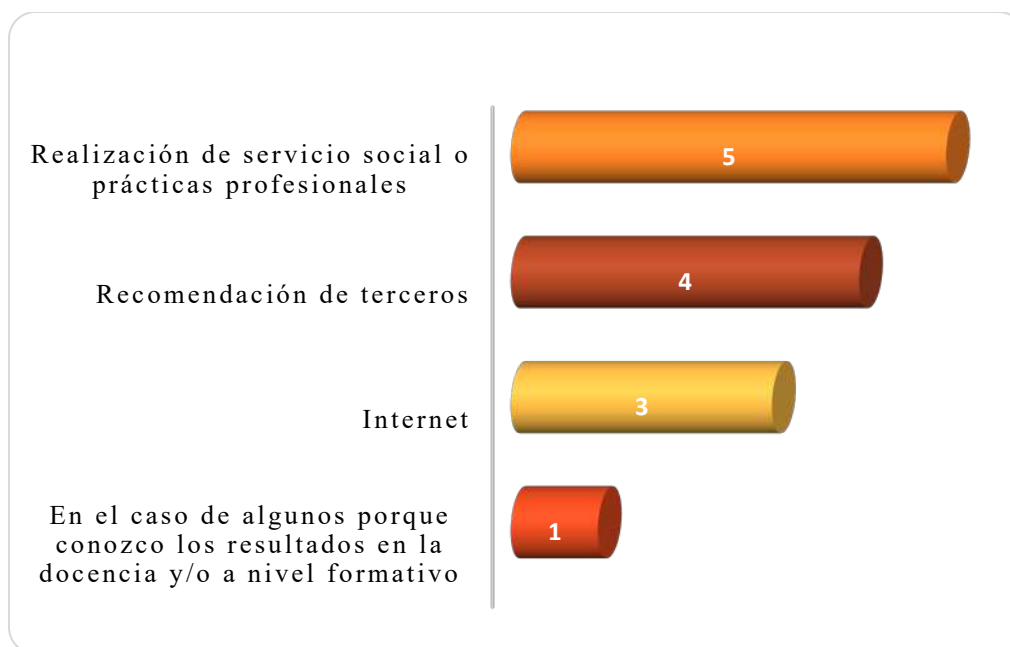 Realización de servicio social o
prácticas profesionales
5
Recomendación de terceros
4
Internet
3
En el caso de algunos porque
conozco los resultados en la
docencia y/o a nivel formativo
1